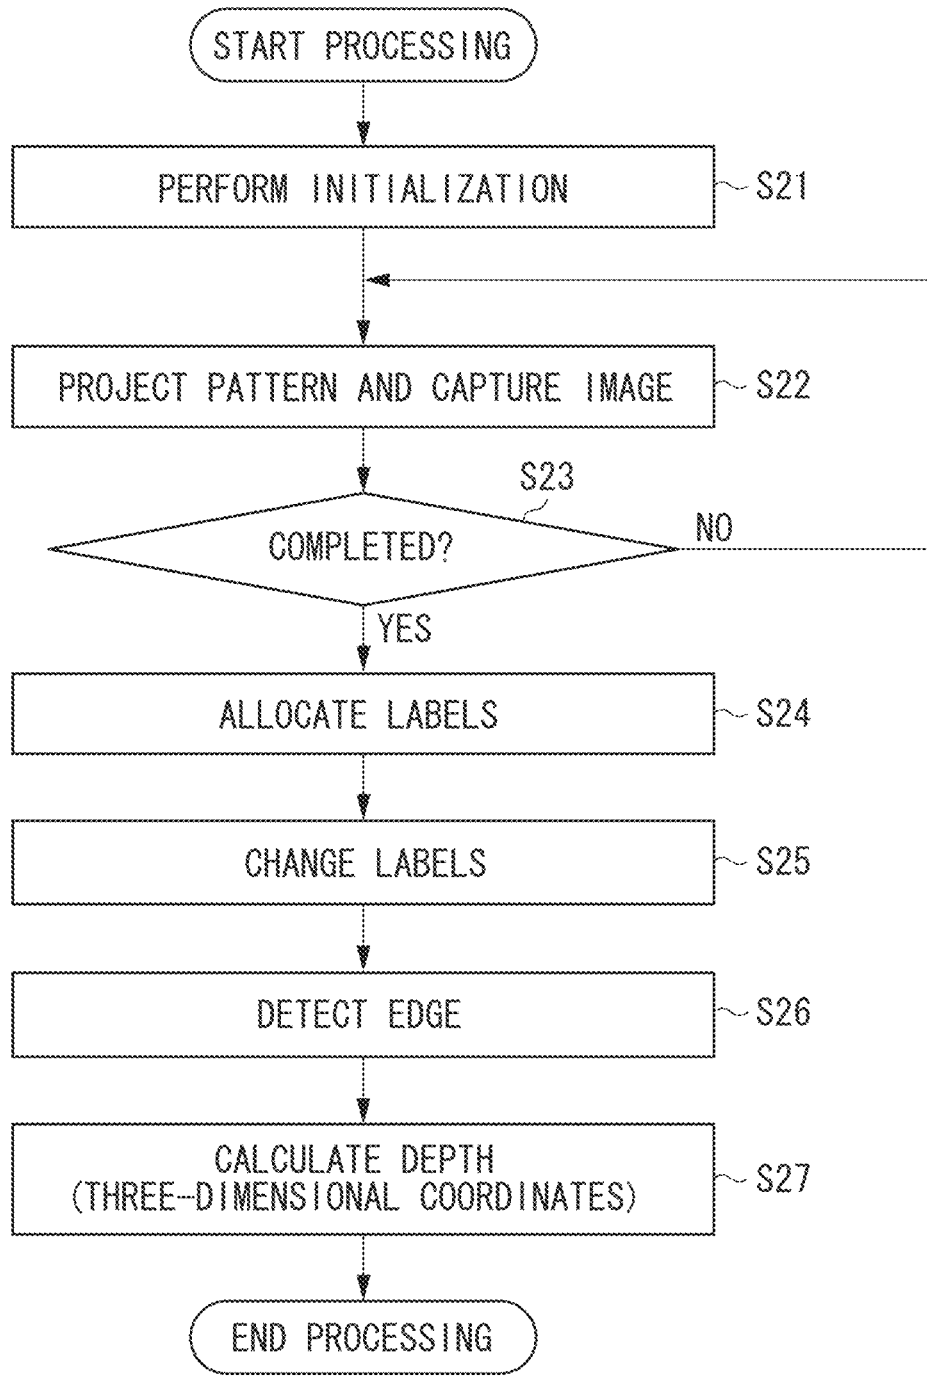 START PROCESSING
PERFORM INITIALIZATION
S21
PROJECT PATTERN AND CAPTURE IMAGE
S22
S23
COMPLETED?
NO
YES
ALLOCATE LABELS
S24
CHANGE LABELS
S25
DETECT EDGE
S26
CALCULATE DEPTH
(THREE-DIMENSIONAL COORDINATES)
S27
END PROCESSING